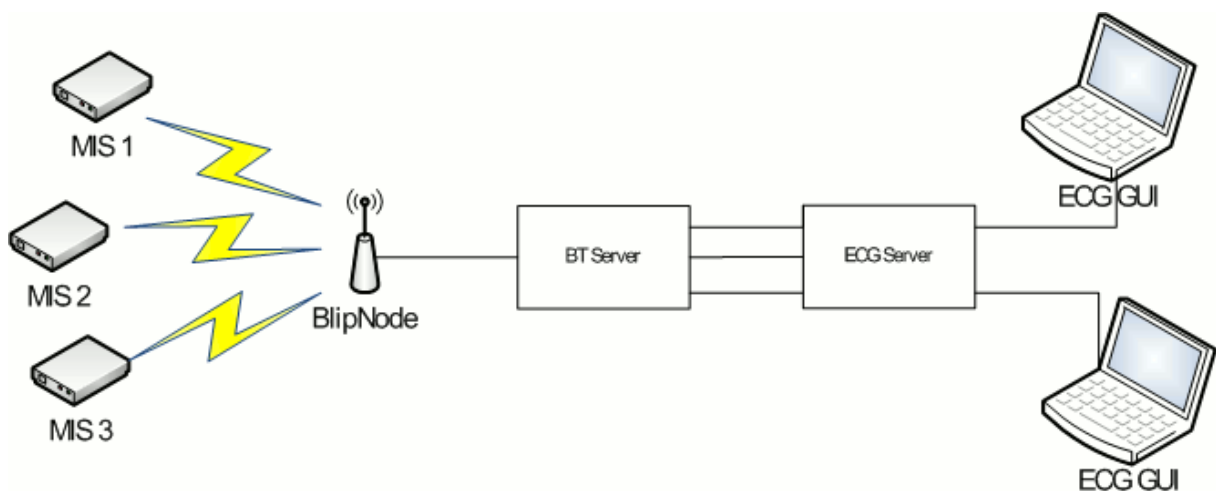 MIS 1
MIS 2
MIS 3
BlipNode
BT Server
ECG Server
ECG GUI
ECG GUI